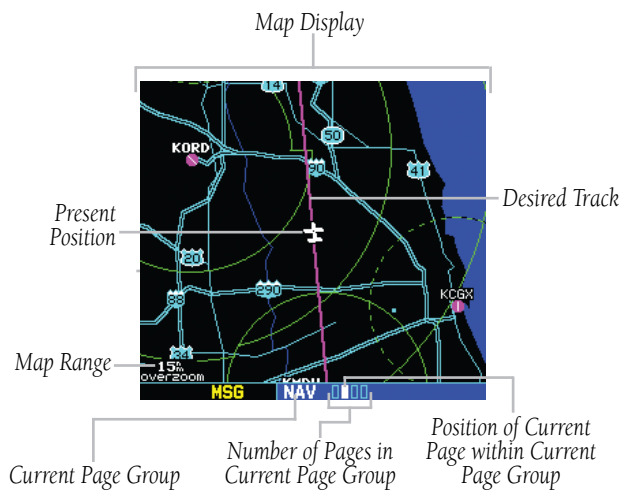 Map Display
14
KORD
50
90
41
Desired Track
Present
Position
20
290
KCGX
88
34
Map Range
15
overzoom
MSG
NAV
Current Page Group
Number of Pages in
Current Page Group
Position of Current
Page within Current
Page Group